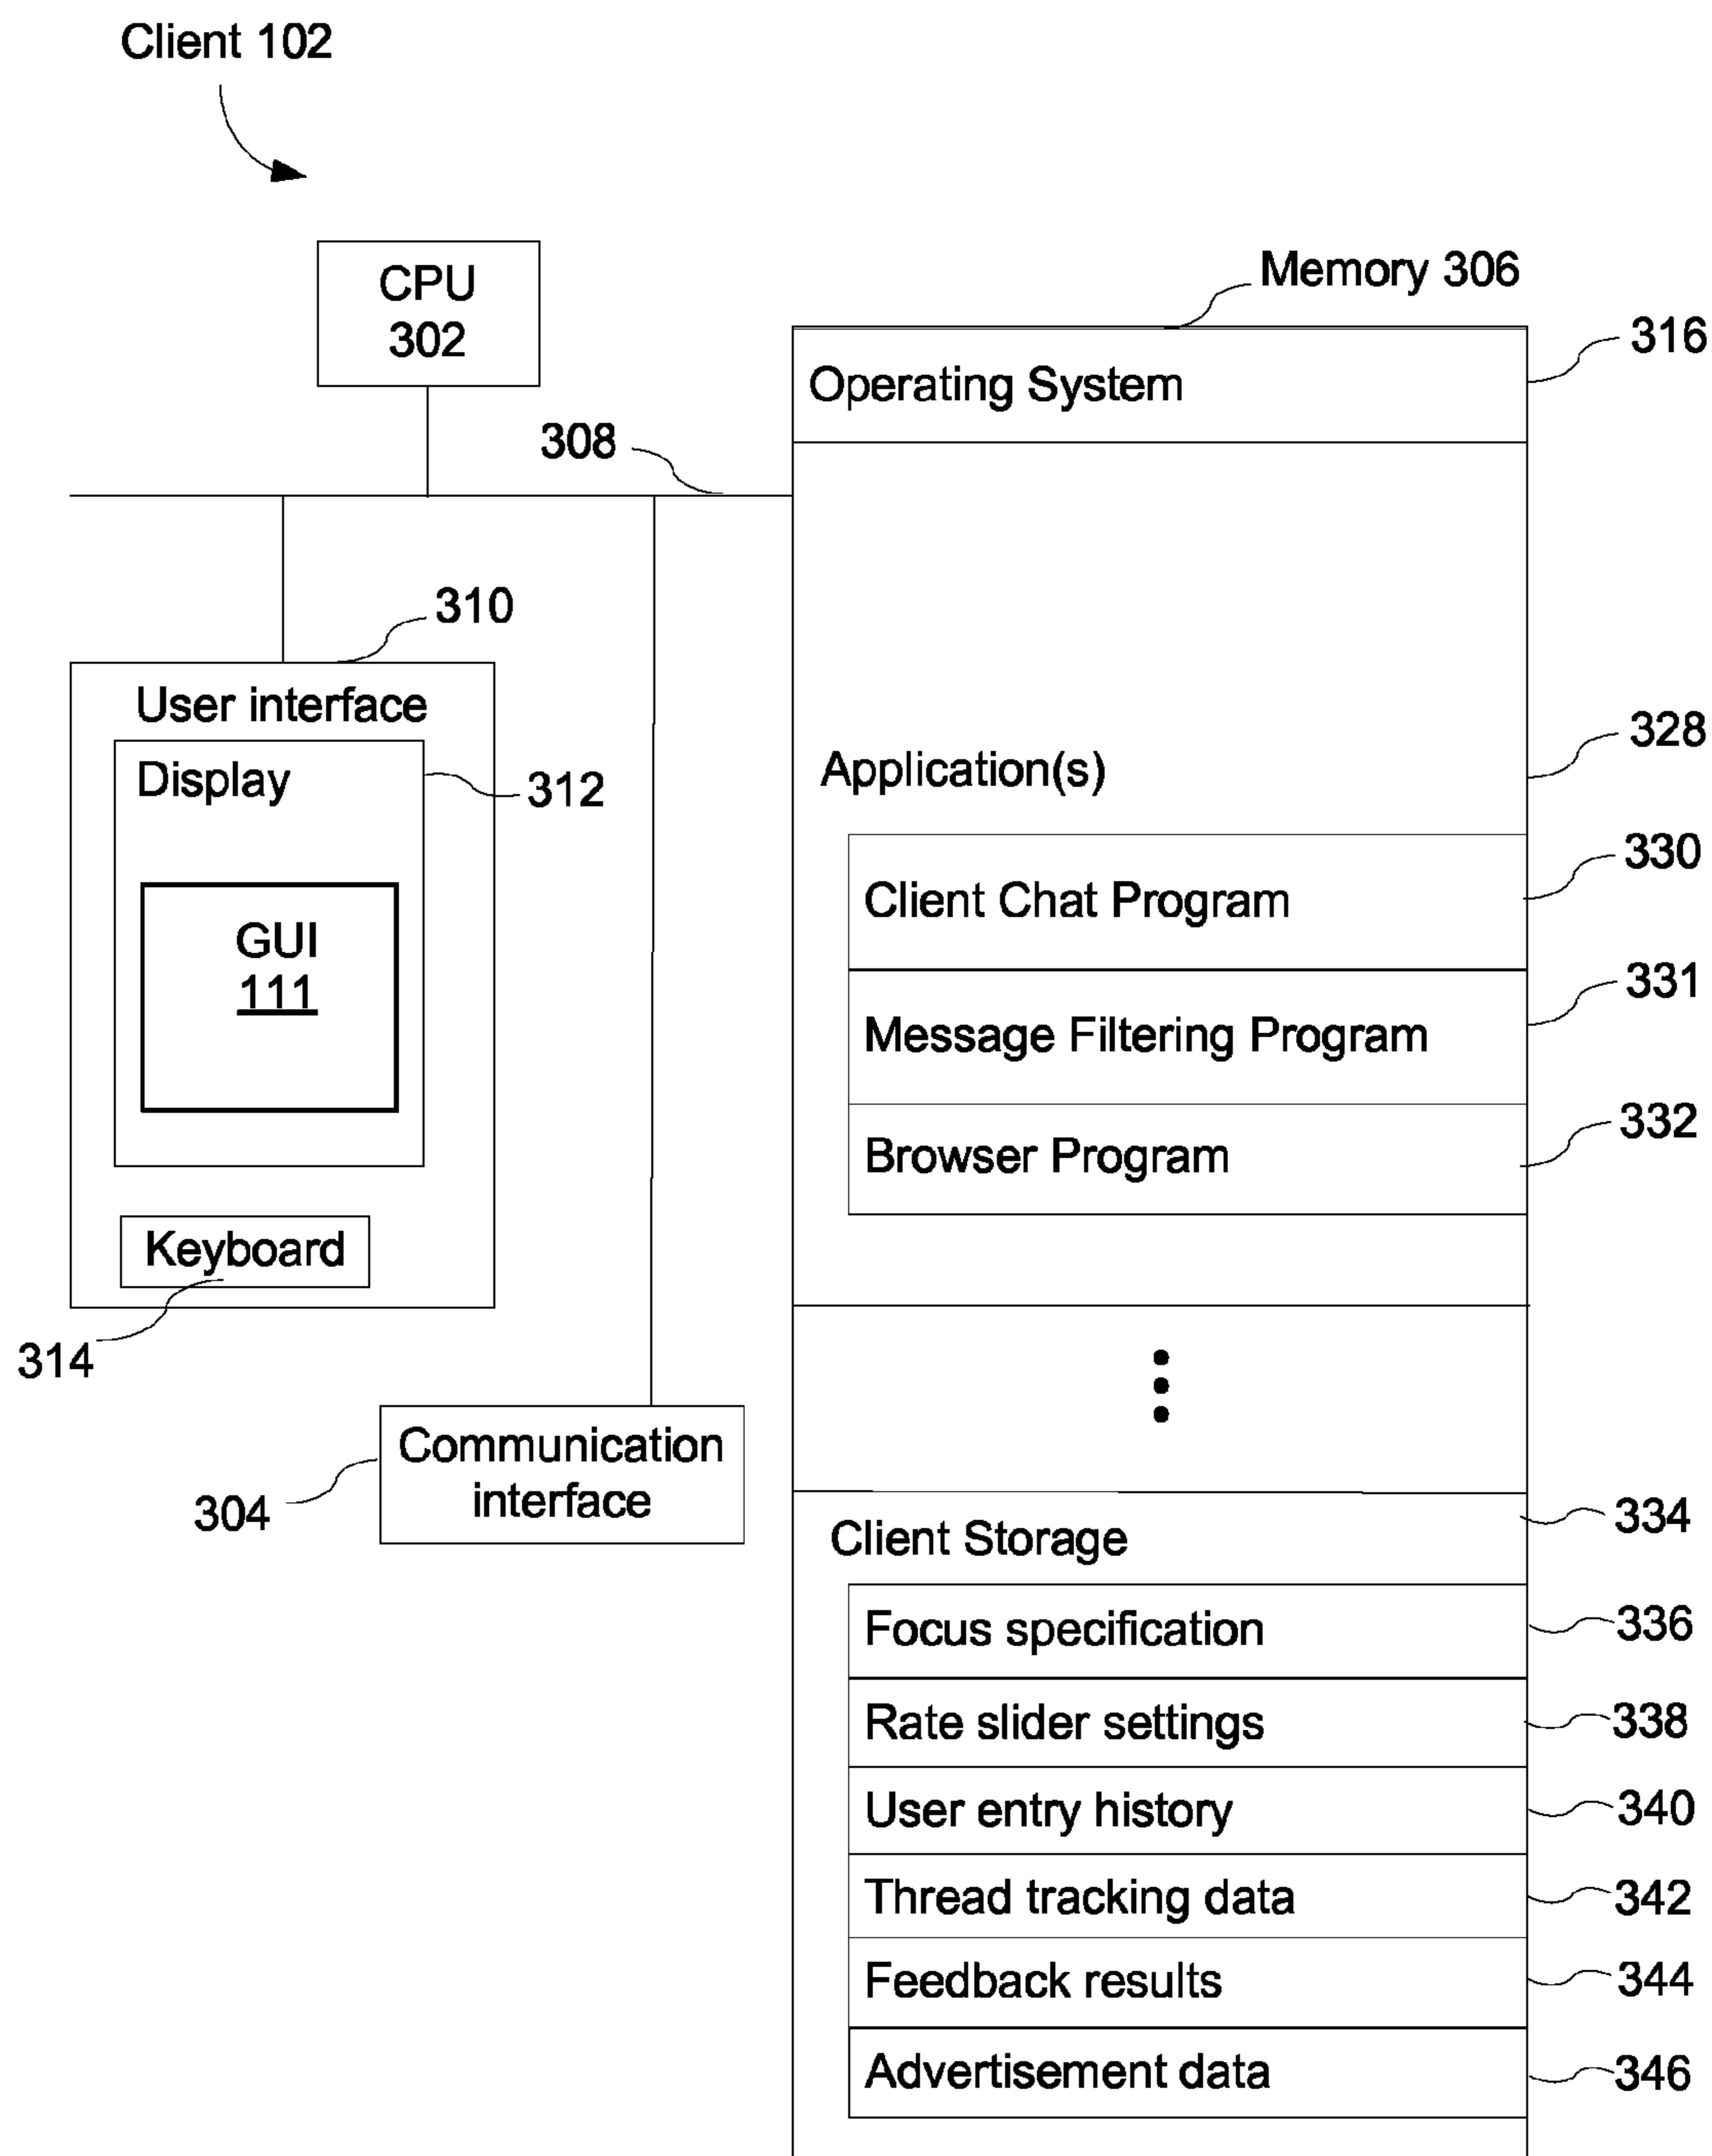 Client 102
CPU
302
Memory 306
316
Operating System
308
310
User interface
Display
312
GUI
111
Keyboard
314
Communication
interface
304
328
Application(s)
330
Client Chat Program
331
Message Filtering Program
332
Browser Program
334
Client Storage
Focus specification
336
Rate slider settings
338
User entry history
340
Thread tracking data
342
Feedback results
344
Advertisement data
346